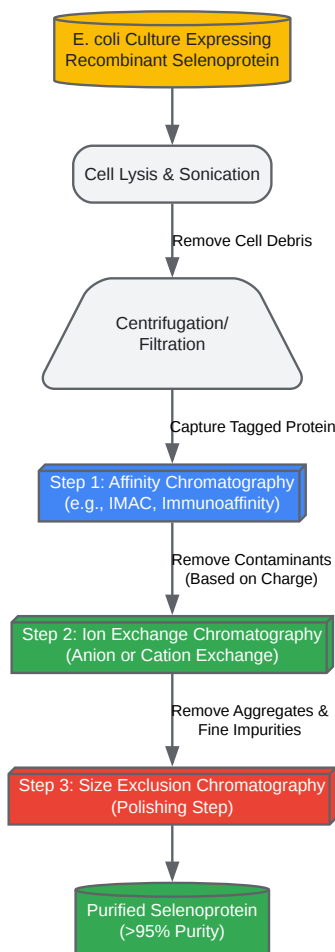 E. coli Culture Expressing
Recombinant Selenoprotein
Cell Lysis & Sonication
Remove Cell Debris
Centrifugation/
Filtration
Capture Tagged Protein
Step 1: Affinity Chromatography
(e.g., IMAC, Immunoaffinity)
Remove Contaminants
(Based on Charge)
Step 2: Ion Exchange Chromatography
(Anion or Cation Exchange)
Remove Aggregates &
Fine Impurities
Step 3: Size Exclusion Chromatography
(Polishing Step)
Purified Selenoprotein
(>95% Purity)